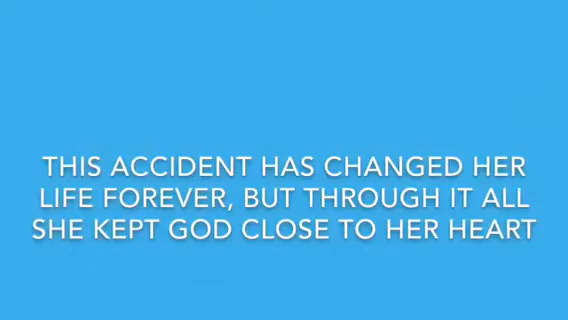 THIS ACCIDENT HAS CHANGED HER
LIFE FOREVER, BUT THROUGH IT ALL
SHE KEPT GOD CLOSE TO HER HEART